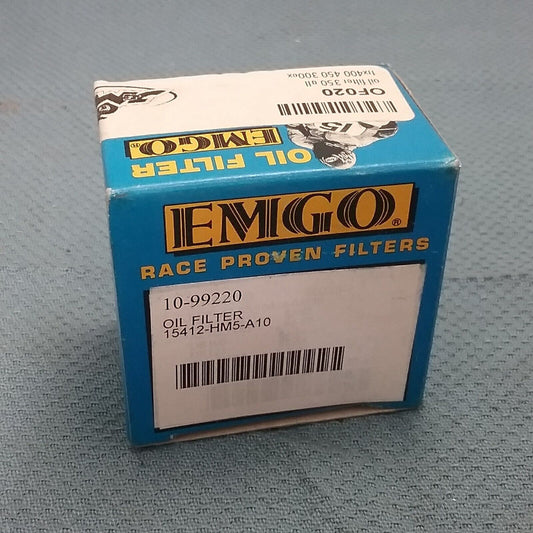 OF020
oil filter 350 all
trx400 450 300ex
OIL FILTER
EMGO®
EMGO®
RACE PROVEN FILTERS
10-99220
OIL FILTER
15412-HM5-A10